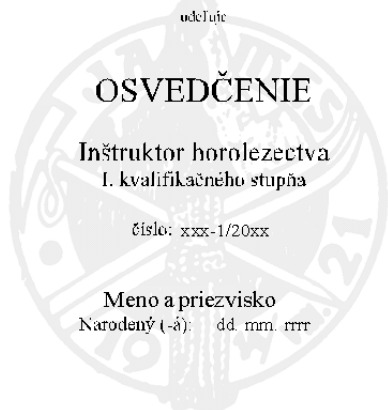 udeľuje
OSVEDČENIE
Inštruktor horolezectva
I. kvalifikačného stupňa
číslo: xxx-1/20xx
Meno a priezvisko
Narodený (-á): dd. mm. rrrr